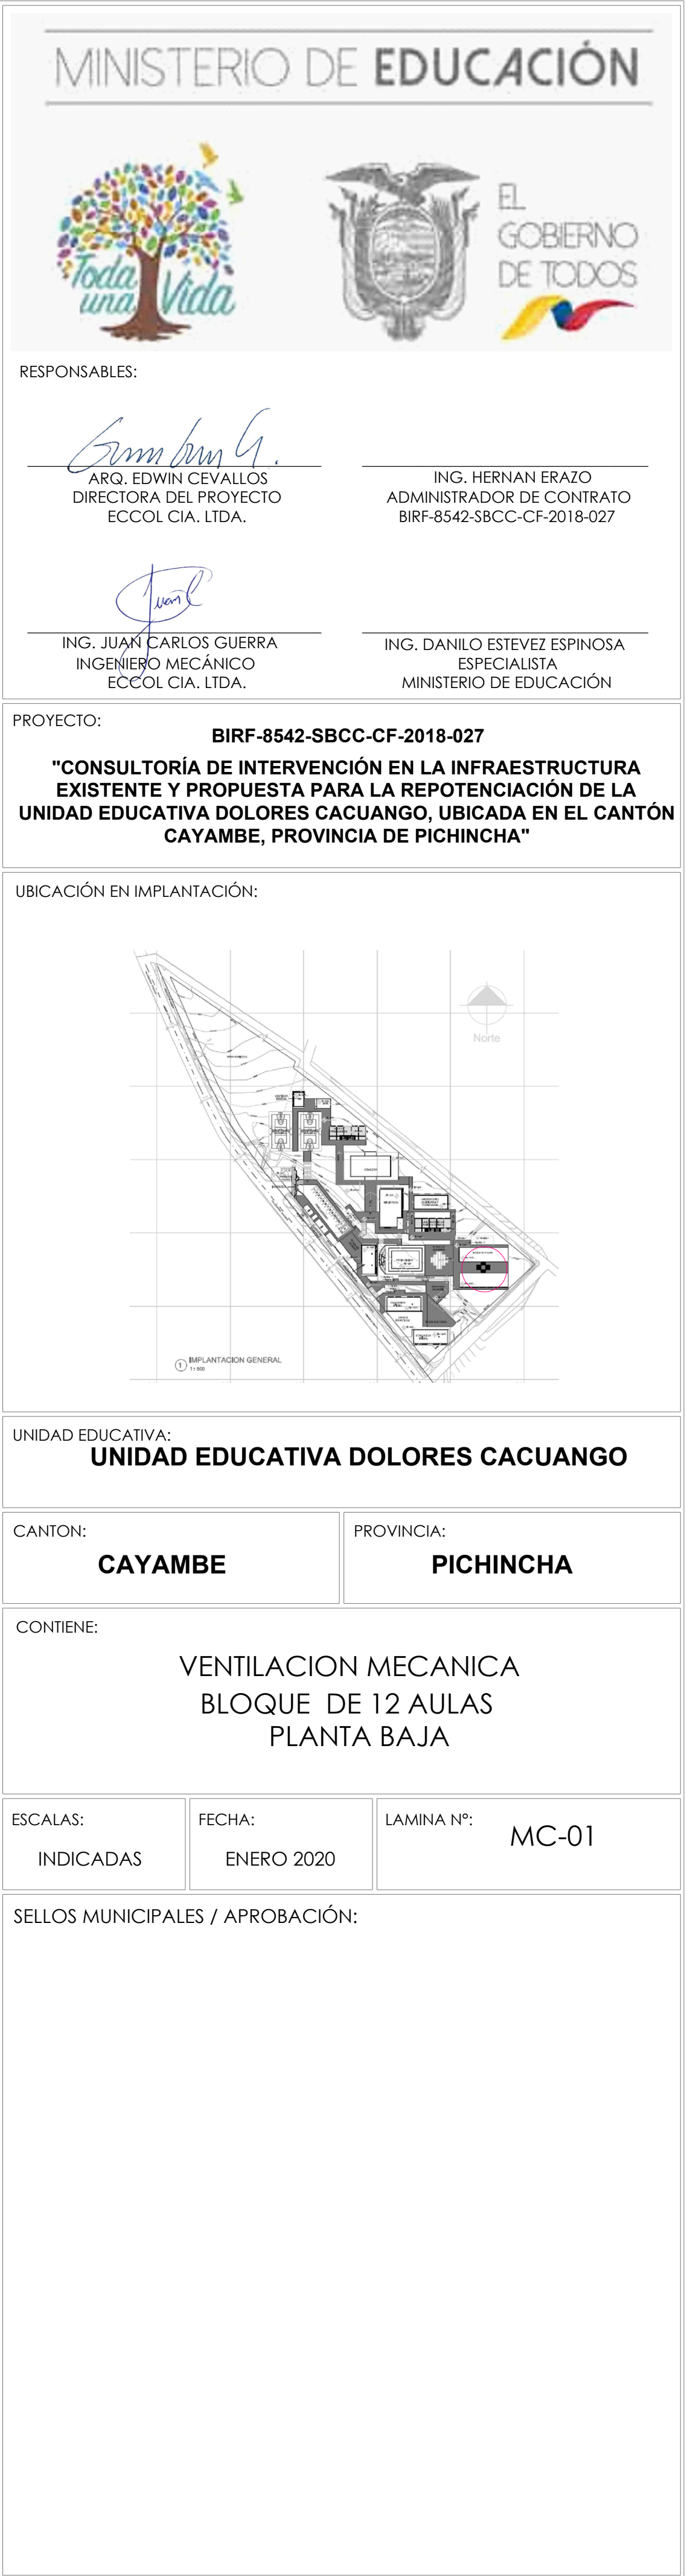 MINISTERIO DE EDUCACIÓN
Toda
una Vida
EL
GOBIERNO
DE TODOS
RESPONSABLES:
ARQ. EDWIN CEVALLOS
DIRECTORA DEL PROYECTO
ECCOL CIA. LTDA.
ING. HERNAN ERAZO
ADMINISTRADOR DE CONTRATO
BIRF-8542-SBCC-CF-2018-027
ING. JUAN CARLOS GUERRA
INGENIERO MECÁNICO
ECCOL CIA. LTDA.
ING. DANILO ESTEVEZ ESPINOSA
ESPECIALISTA
MINISTERIO DE EDUCACIÓN
PROYECTO:
BIRF-8542-SBCC-CF-2018-027
"CONSULTORÍA DE INTERVENCIÓN EN LA INFRAESTRUCTURA
EXISTENTE Y PROPUESTA PARA LA REPOTENCIACIÓN DE LA
UNIDAD EDUCATIVA DOLORES CACUANGO, UBICADA EN EL CANTÓN
CAYAMBE, PROVINCIA DE PICHINCHA"
UBICACIÓN EN IMPLANTACIÓN:
Norte
1 IMPLANTACION GENERAL
UNIDAD EDUCATIVA:
UNIDAD EDUCATIVA DOLORES CACUANGO
CANTON:
CAYAMBE
PROVINCIA:
PICHINCHA
CONTIENE:
VENTILACION MECANICA
BLOQUE DE 12 AULAS
PLANTA BAJA
ESCALAS:
INDICADAS
FECHA:
ENERO 2020
LAMINA Nº:
MC-01
SELLOS MUNICIPALES / APROBACIÓN: